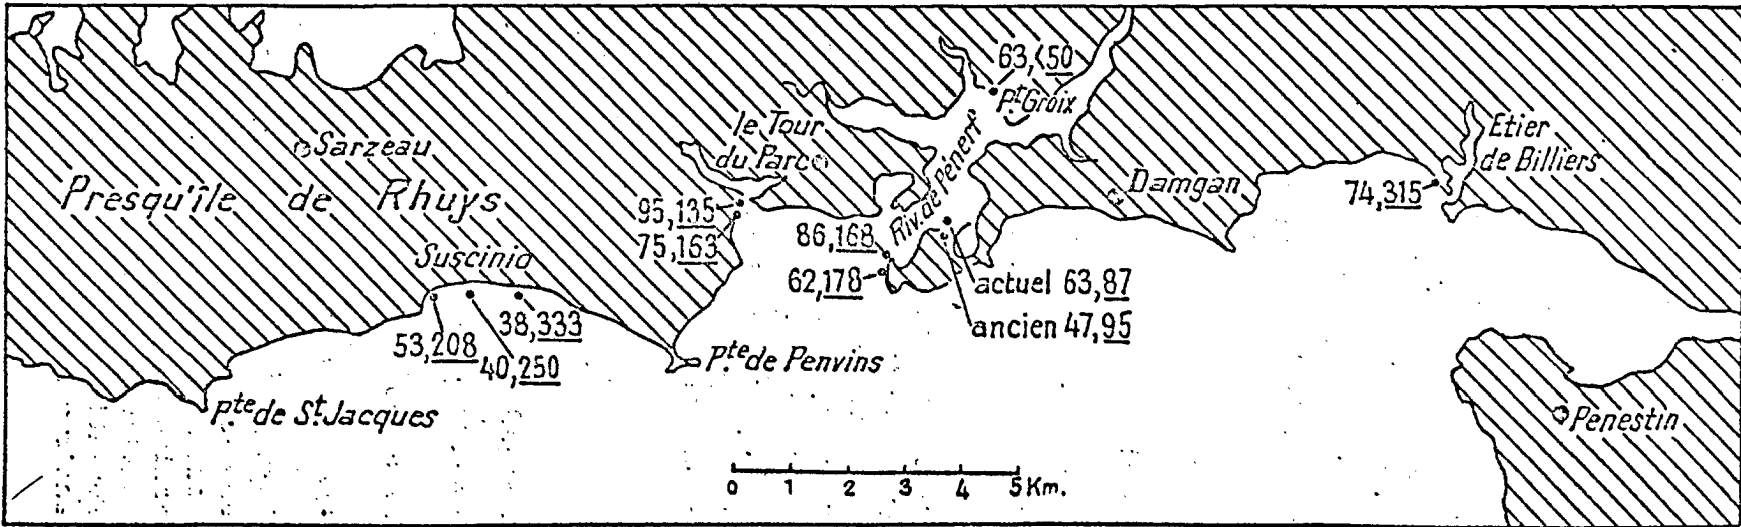 63,50
Pt Groix
le Tour
du Parc
Etier
de Billiers
Sarzeau
Riv. de Pénerf
Damgan
Presqu'île de Rhuys
95,135
74,315
75,163
86,168
Suscinio
62,178
actuel 63,87
38,333
ancien 47,95
53,208
40,250
Pte de Penvins
Pte de St Jacques
Penestin
0 1 2 3 4 5 Km.